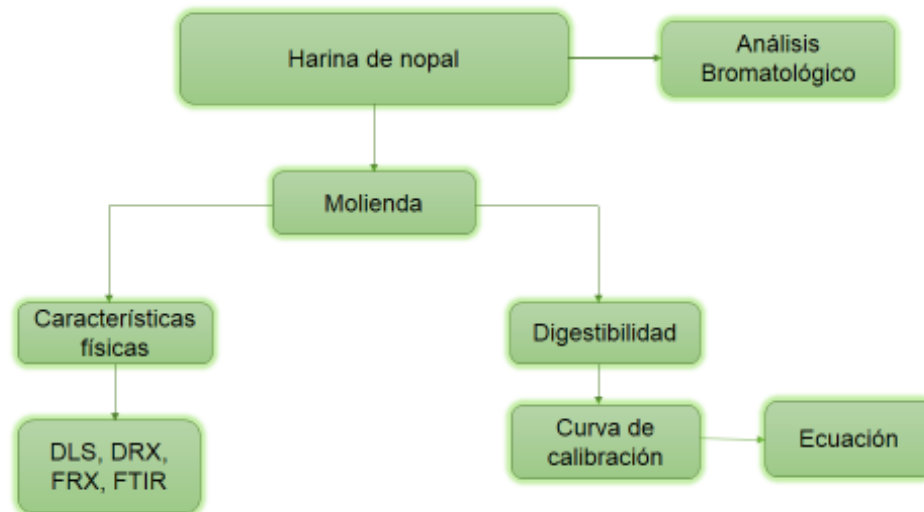 Harina de nopal
Análisis
Bromatológico
Molienda
Características
físicas
Digestibilidad
DLS, DRX,
FRX, FTIR
Curva de
calibración
Ecuación